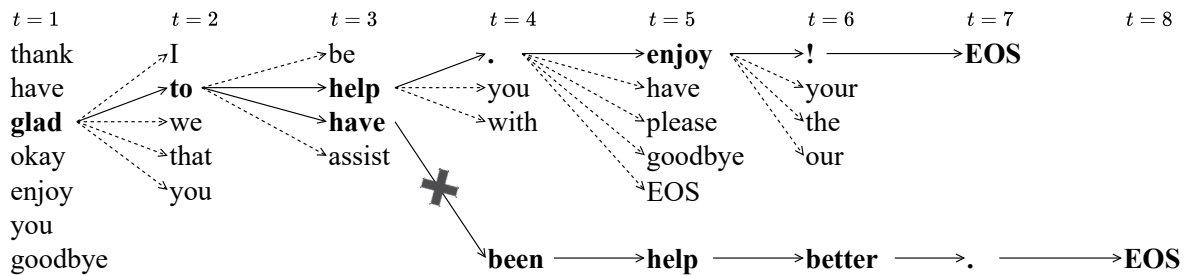 t = 1 t = 2 t = 3 t = 4 t = 5 t = 6 t = 7 t = 8
thank I be . enjoy ! EOS
have to help you have your
glad we have with please the
okay that assist goodbye our
enjoy you EOS
you
goodbye been help better . EOS